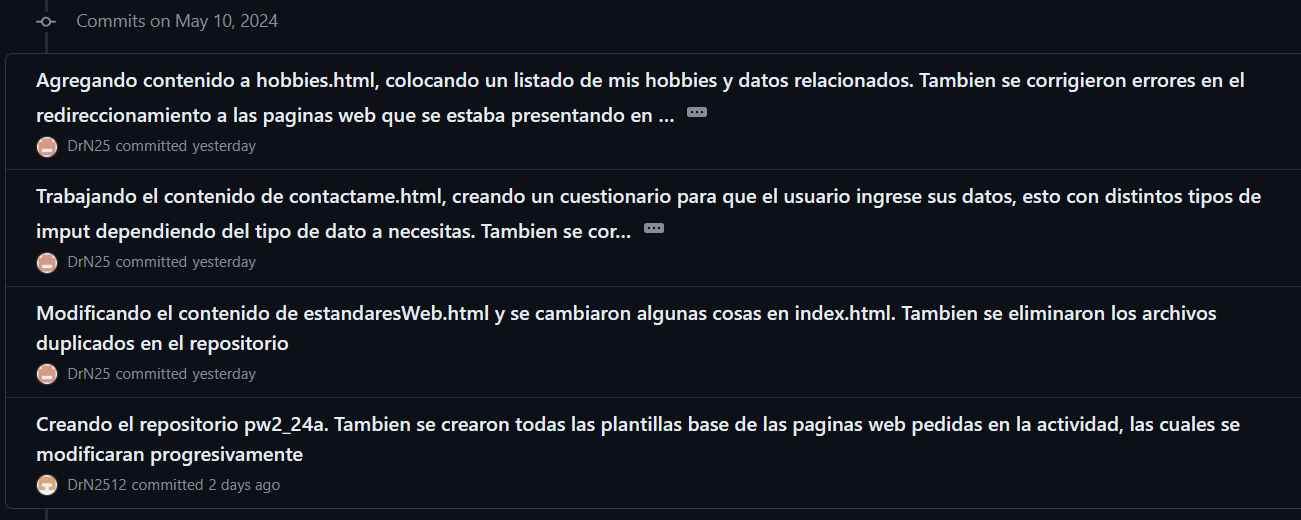 Commits on May 10, 2024
Agregando contenido a hobbies.html, colocando un listado de mis hobbies y datos relacionados. Tambien se corrigieron errores en el
redireccionamiento a las paginas web que se estaba presentando en ...
DrN25 committed yesterday
Trabajando el contenido de contactame.html, creando un cuestionario para que el usuario ingrese sus datos, esto con distintos tipos de
imput dependiendo del tipo de dato a necesitas. Tambien se cor...
DrN25 committed yesterday
Modificando el contenido de estandaresWeb.html y se cambiaron algunas cosas en index.html. Tambien se eliminaron los archivos
duplicados en el repositorio
DrN25 committed yesterday
Creando el repositorio pw2_24a. Tambien se crearon todas las plantillas base de las paginas web pedidas en la actividad, las cuales se
modificaran progresivamente
DrN2512 committed 2 days ago